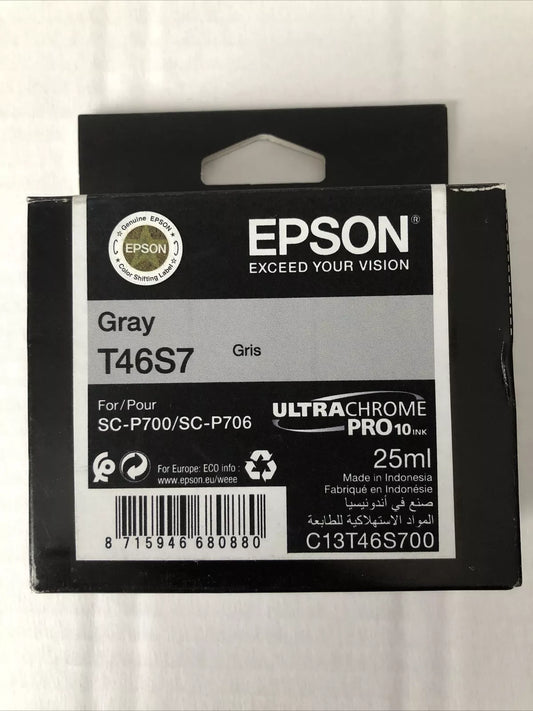 Genuine EPSON
EPSON
Color Shifting Label
EPSON®
EXCEED YOUR VISION
Gray
T46S7
Gris
For/Pour
SC-P700/SC-P706
ULTRACHROME
PRO10 INK
25ml
Made in Indonesia
Fabriqué en Indonésie
صنع في أندونيسيا
المواد الاستهلاكية للطابعة
C13T46S700
For Europe: ECO info :
www.epson.eu/weee
8 715946 680880